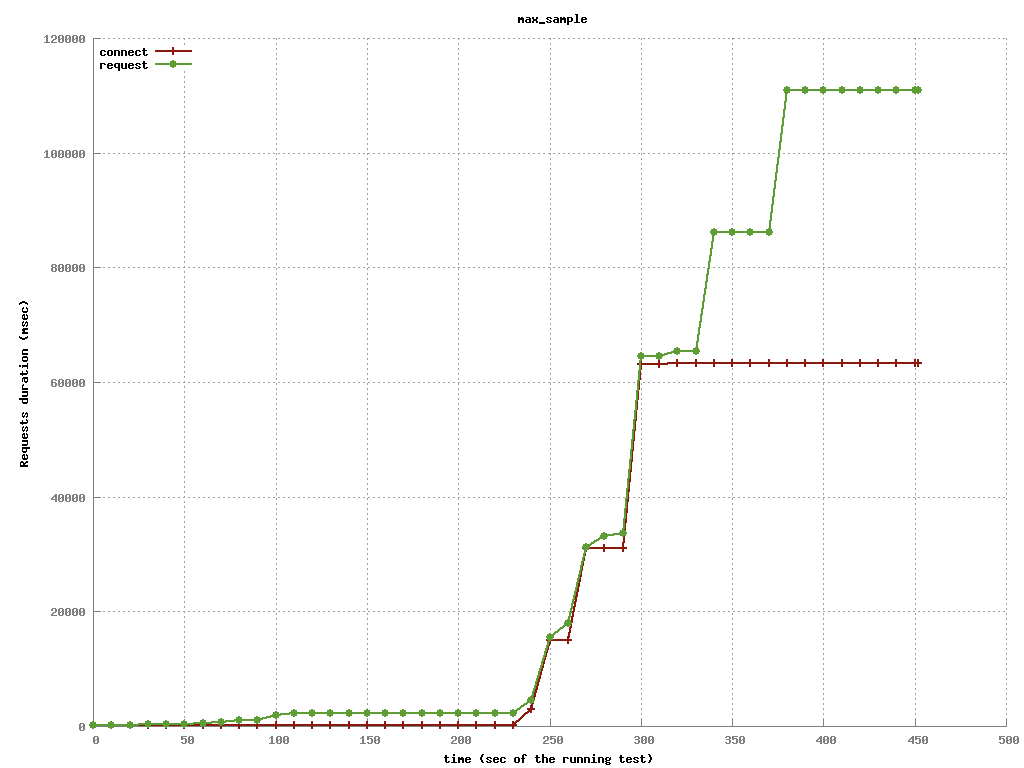 max_sample
connect
request
120000
100000
80000
60000
40000
20000
0
Requests duration (msec)
0 50 100 150 200 250 300 350 400 450 500
time (sec of the running test)